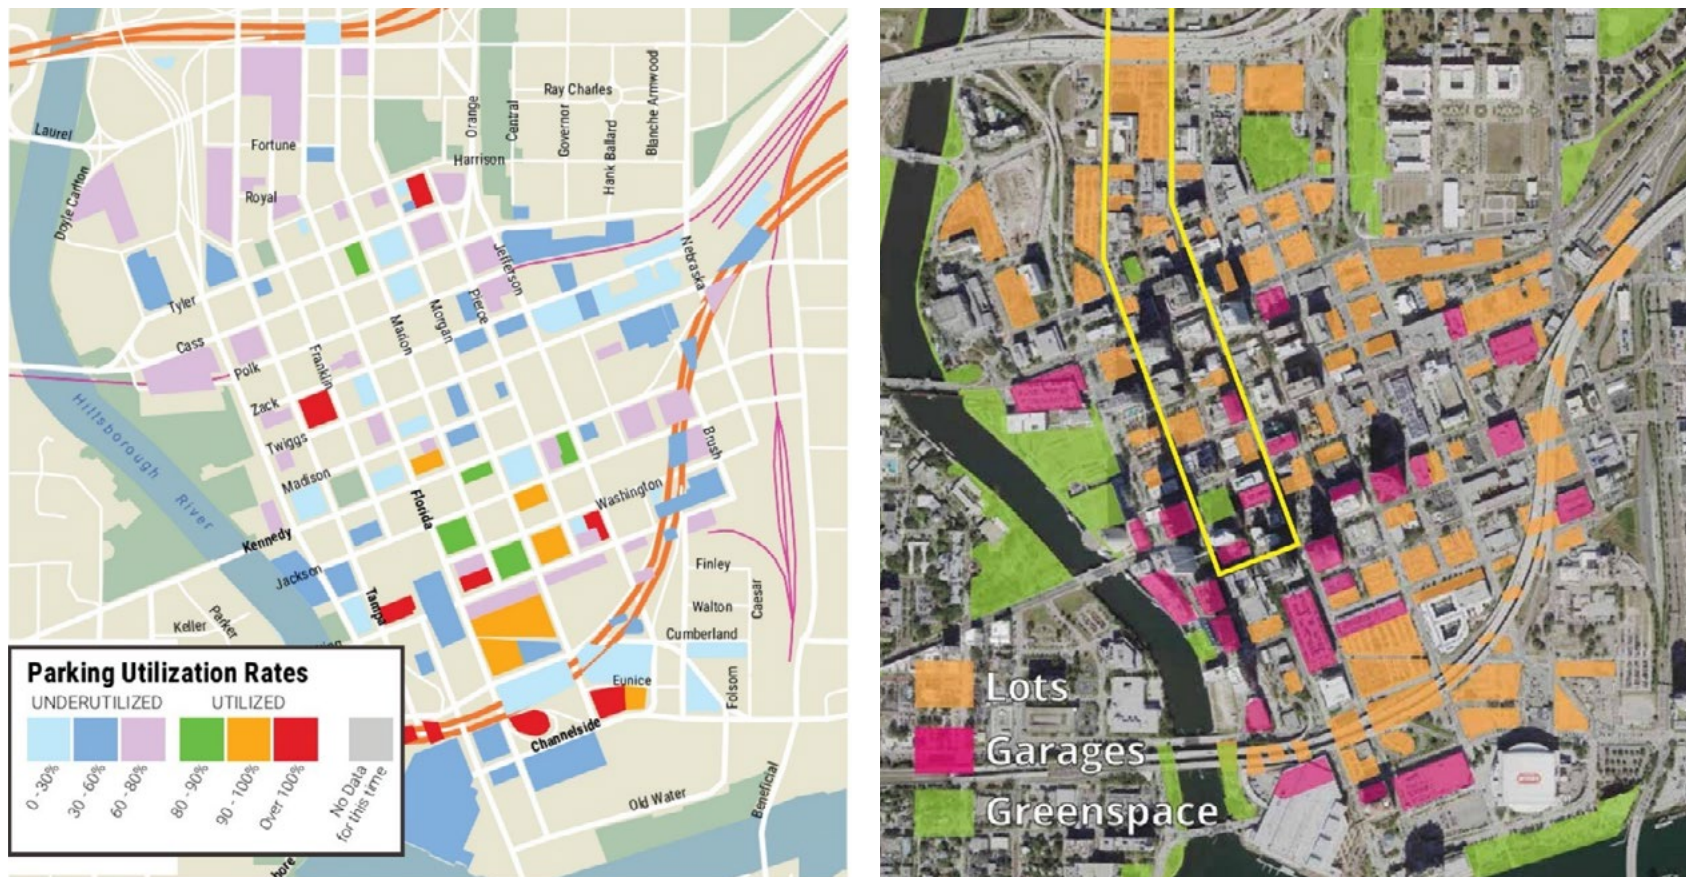 Laurel
Doyle Carlton
Fortune
Royal
Orange
Central
Harrison
Ray Charles
Governor
Hank Ballard
Blanche Armwood
Tyler
Cass
Polk
Zack
Twiggs
Madison
Kennedy
Jackson
Franklin
Marion
Morgan
Pierce
Jefferson
Nebraska
Brush
Florida
Washington
Tampa
Hillsborough River
Parker
Keller
Finley
Walton
Caesar
Cumberland
Eunice
Folsom
Channelside
Old Water
Beneficial
Parking Utilization Rates
UNDERUTILIZED
UTILIZED
0 - 30%
30 - 60%
60 - 80%
80 - 90%
90 - 100%
Over 100%
No Data
for this time
Lots
Garages
Greenspace